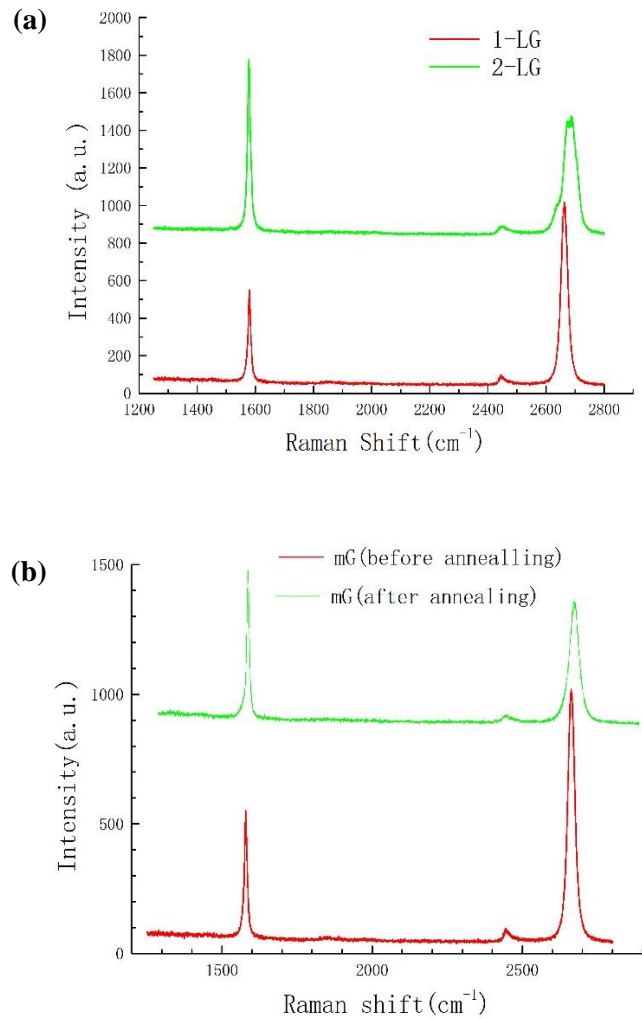 (a)
2000
1800
1600
1400
1200
1000
800
600
400
200
0
Intensity (a.u.)
1-LG
2-LG
1200 1400 1600 1800 2000 2200 2400 2600 2800
Raman Shift(cm⁻¹)
(b)
1500
1000
500
0
Intensity(a.u.)
mG(before annealling)
mG(after annealing)
1500 2000 2500
Raman shift(cm⁻¹)